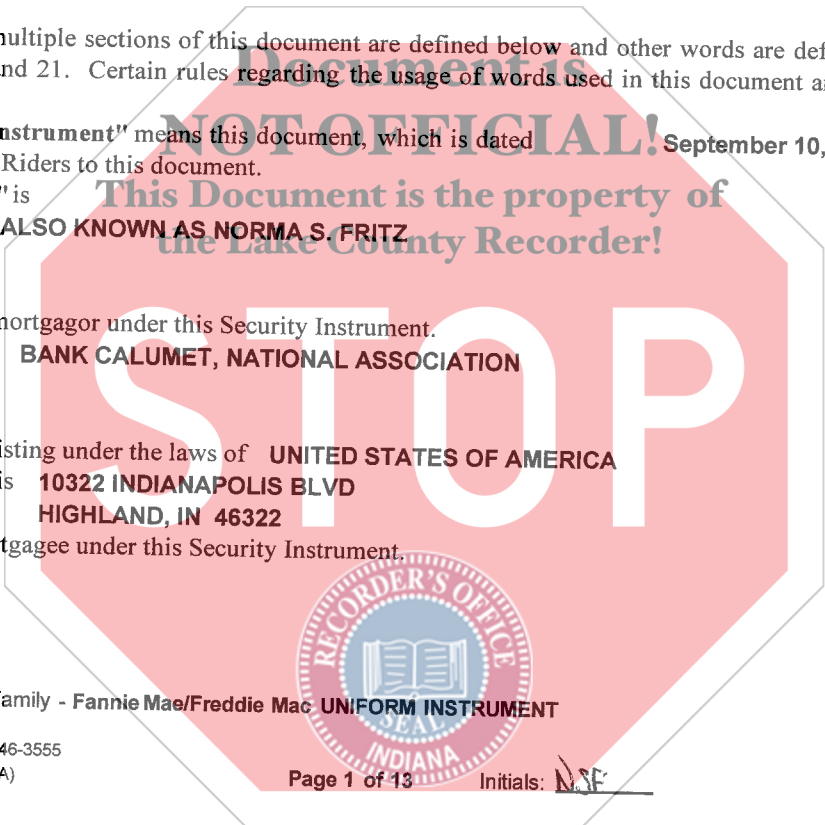 nultiple sections of this document are defined below and other words are def
nd 21. Certain rules regarding the usage of words used in this document a
Document is
nstrument" means this document, which is dated September 10,
NOT OFFICIAL!
Riders to this document.
" is
This Document is the property of
ALSO KNOWN AS NORMA S. FRITZ
the Lake County Recorder!
mortgagor under this Security Instrument.
BANK CALUMET, NATIONAL ASSOCIATION
STOP
isting under the laws of UNITED STATES OF AMERICA
is 10322 INDIANAPOLIS BLVD
HIGHLAND, IN 46322
tgagee under this Security Instrument.
RECORDER'S OFFICE
SEAL
INDIANA
amily - Fannie Mae/Freddie Mac UNIFORM INSTRUMENT
46-3555
A)
Page 1 of 13 Initials: NSF